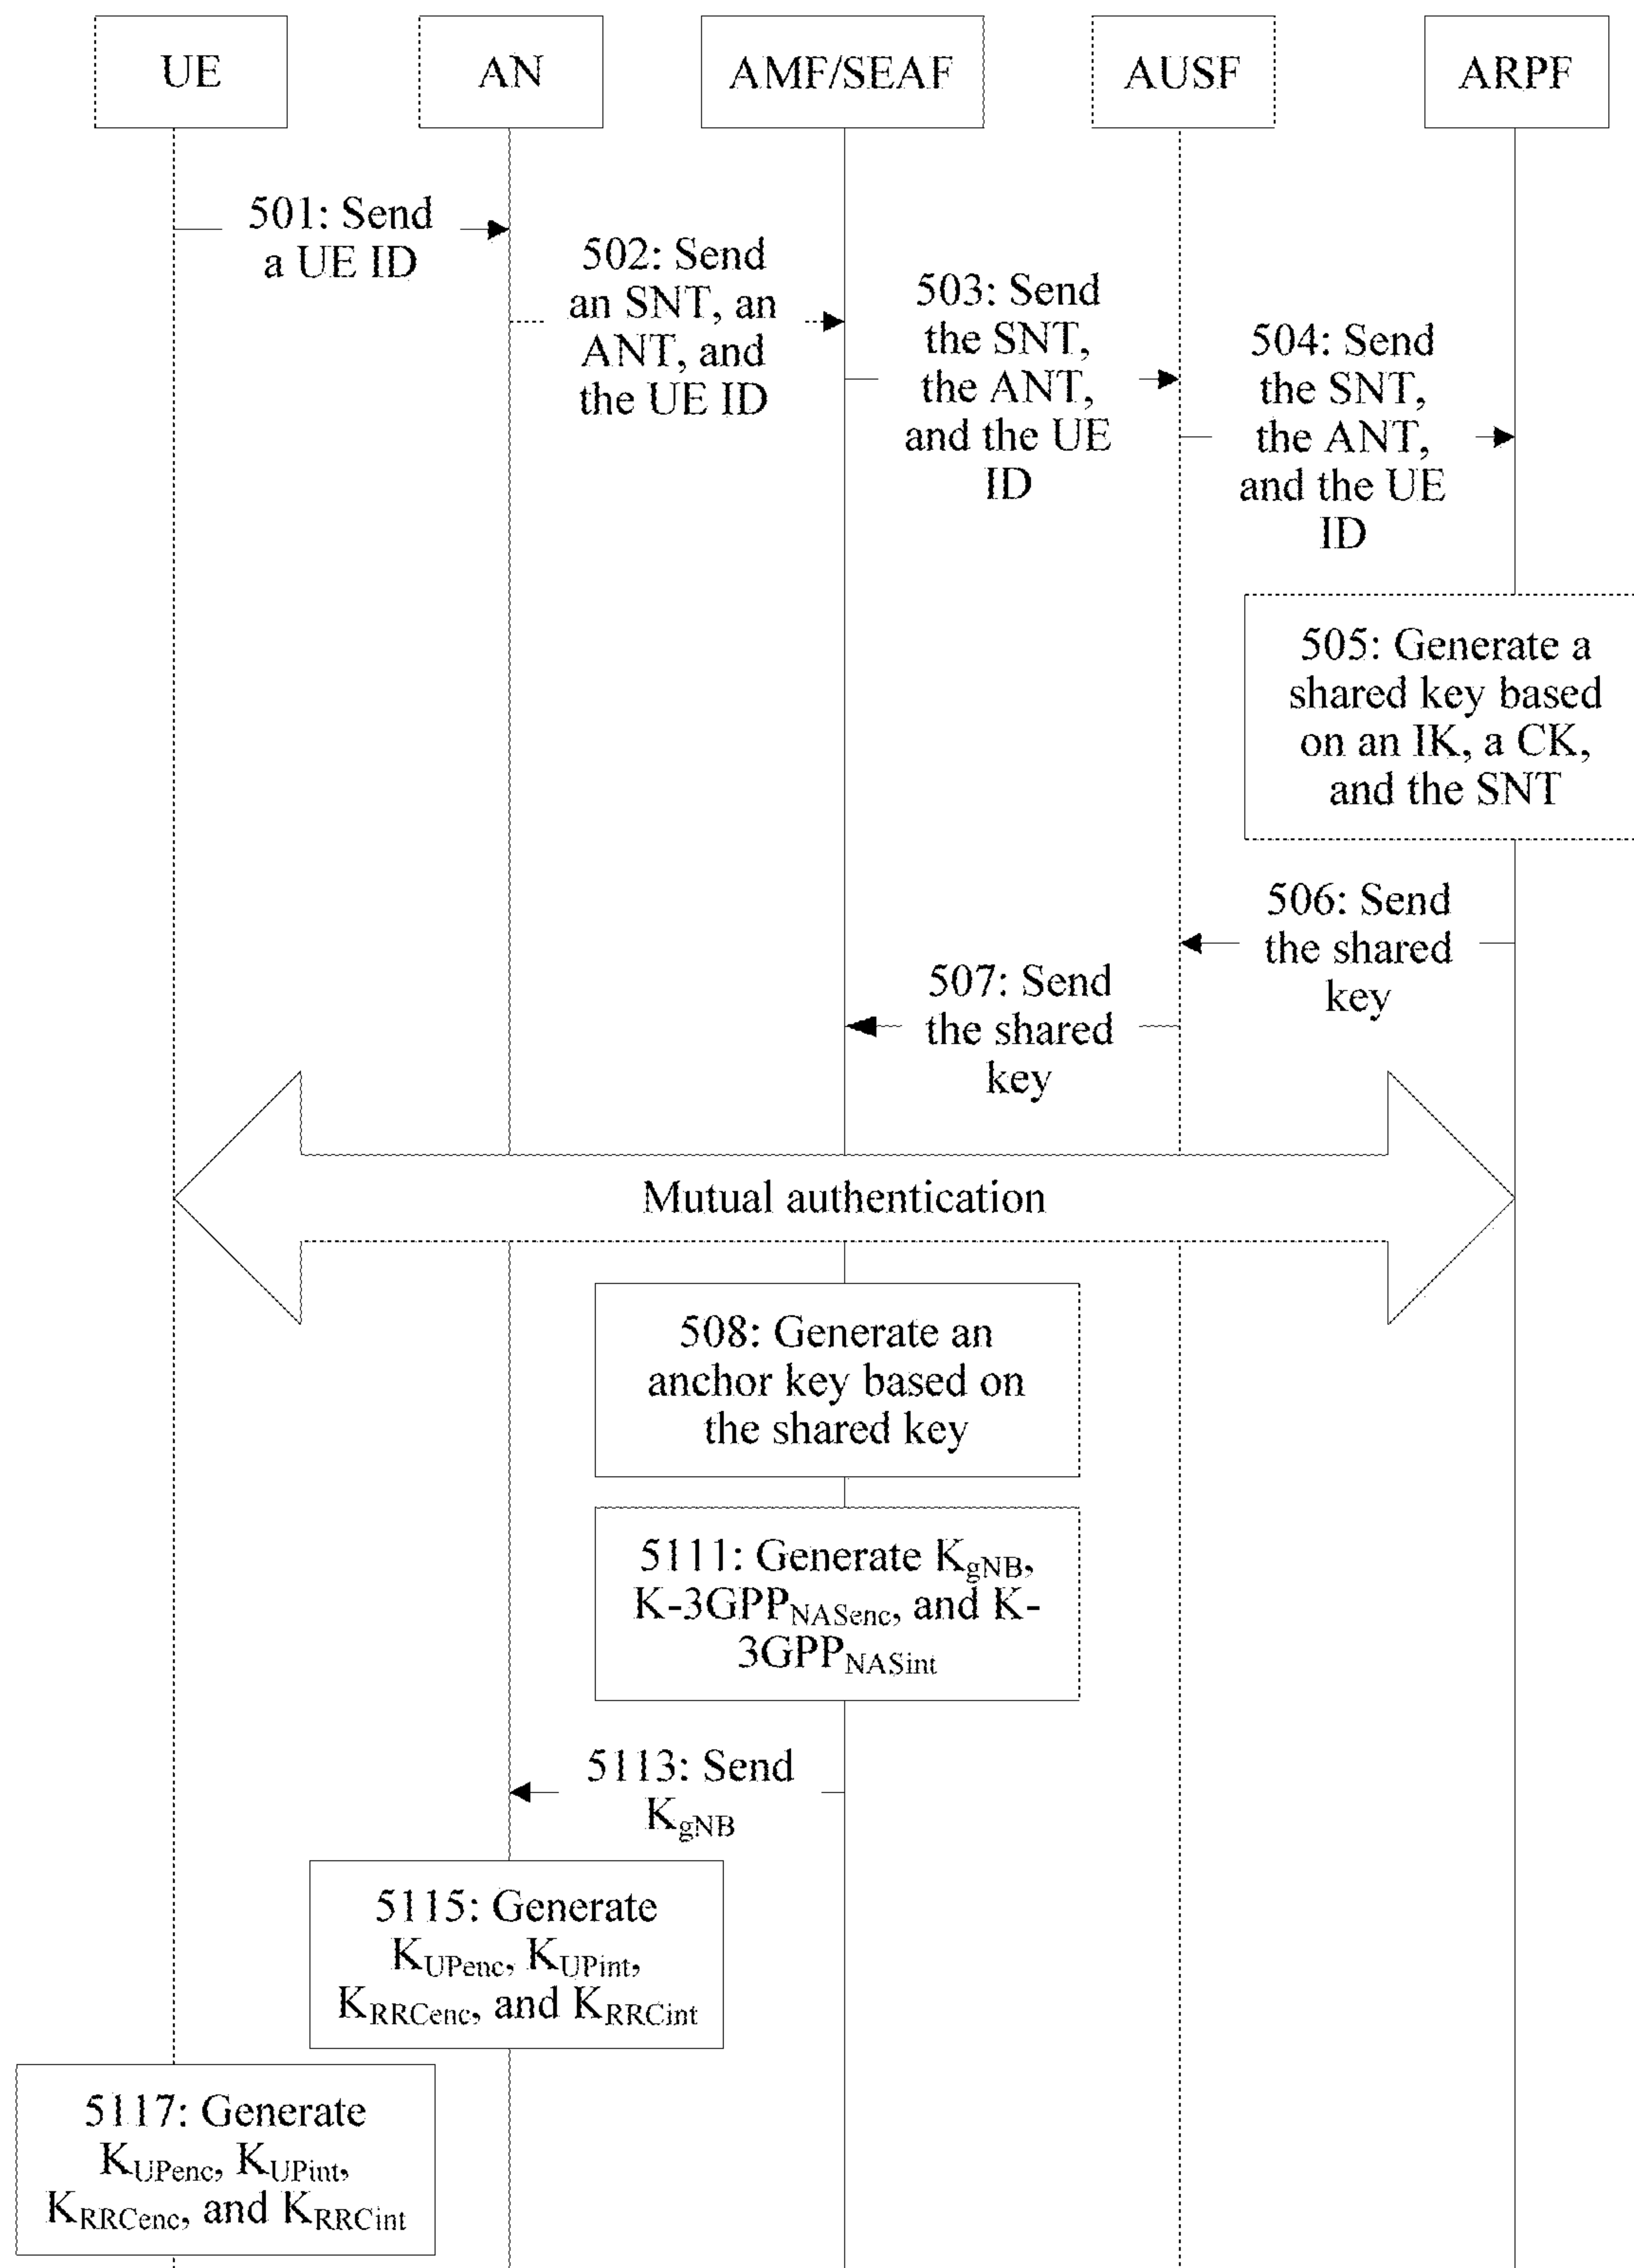 UE
AN
AMF/SEAF
AUSF
ARPF
501: Send
a UE ID
502: Send
an SNT, an
ANT, and
the UE ID
503: Send
the SNT,
the ANT,
and the UE
ID
504: Send
the SNT,
the ANT,
and the UE
ID
505: Generate a
shared key based
on an IK, a CK,
and the SNT
506: Send
the shared
key
507: Send
the shared
key
Mutual authentication
508: Generate an
anchor key based on
the shared key
5111: Generate KgNB,
K-3GPPNASenc, and K-
3GPPNASint
5113: Send
KgNB
5115: Generate
KUPenc, KUPint,
KRRCenc, and KRRCint
5117: Generate
KUPenc, KUPint,
KRRCenc, and KRRCint